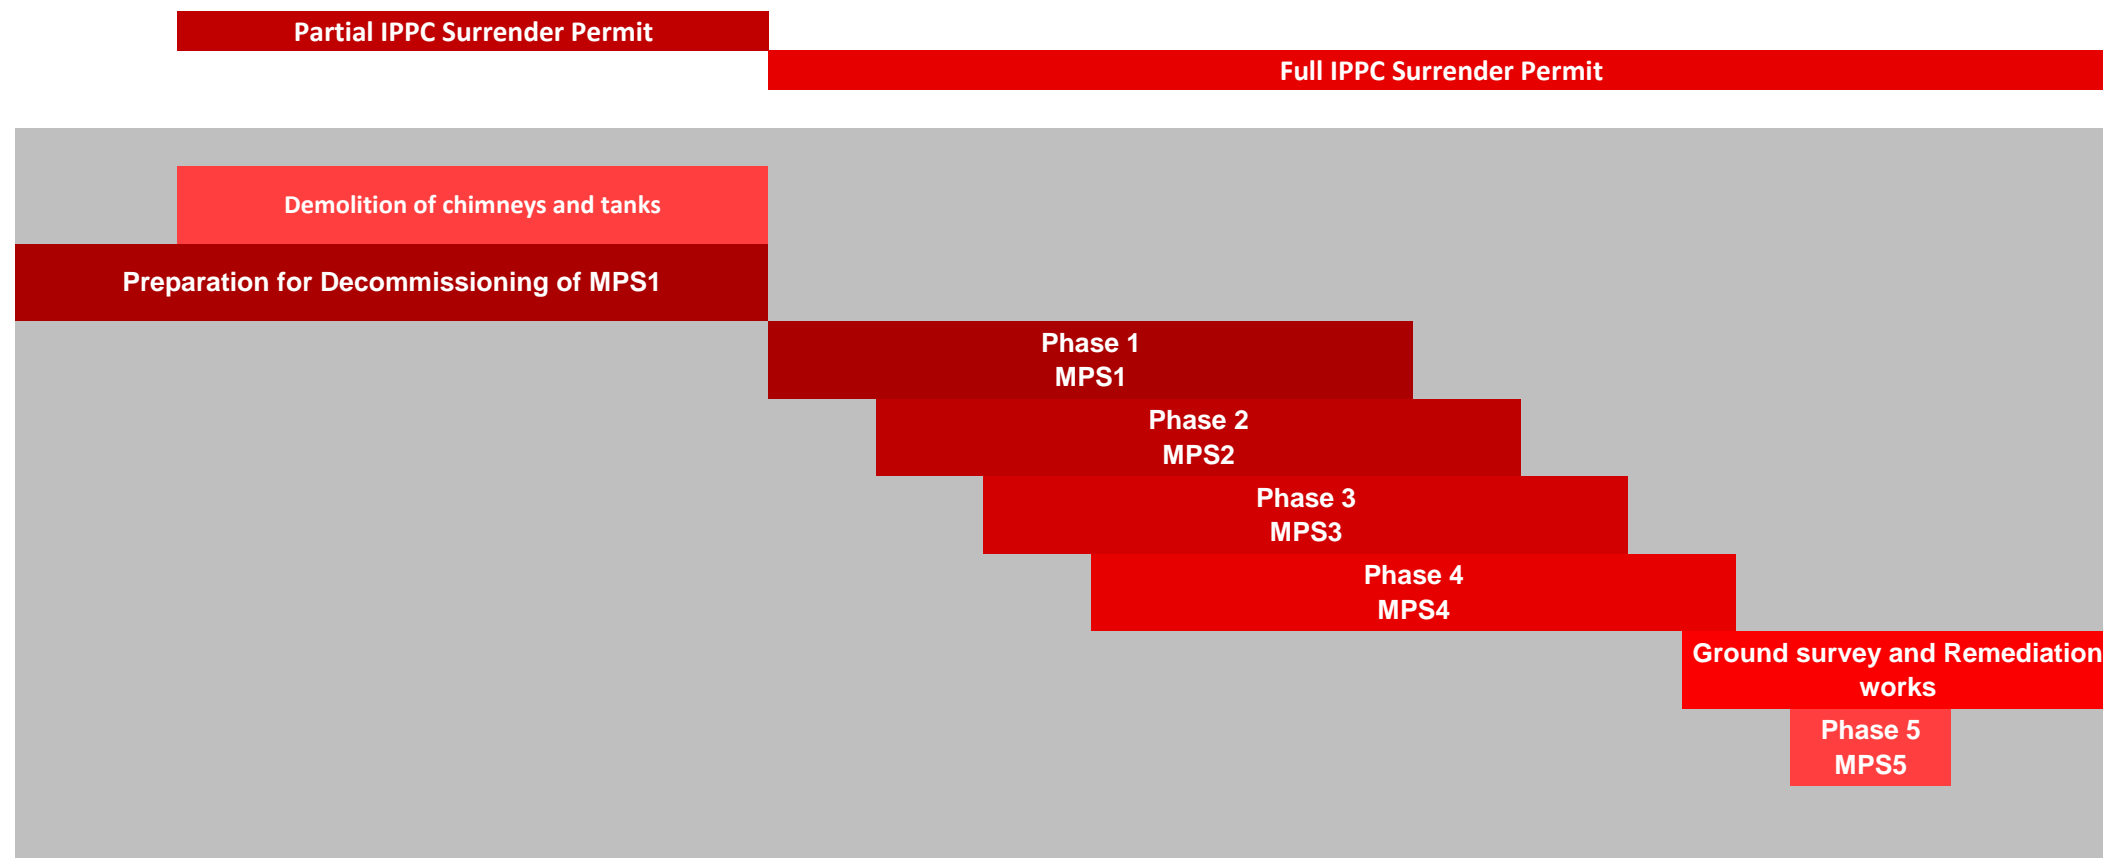 Partial IPPC Surrender Permit
Full IPPC Surrender Permit
Demolition of chimneys and tanks
Preparation for Decommissioning of MPS1
Phase 1
MPS1
Phase 2
MPS2
Phase 3
MPS3
Phase 4
MPS4
Ground survey and Remediation
works
Phase 5
MPS5